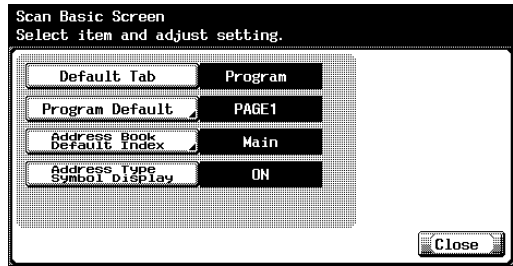 Scan Basic Screen
Select item and adjust setting.
Default Tab Program
Program Default PAGE1
Address Book
Default Index Main
Address Type
Symbol Display ON
Close